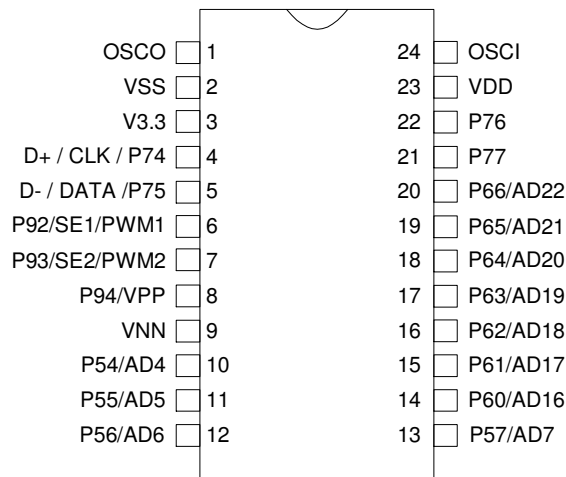 OSCO 1 24 OSCI
VSS 2 23 VDD
V3.3 3 22 P76
D+ / CLK / P74 4 21 P77
D- / DATA /P75 5 20 P66/AD22
P92/SE1/PWM1 6 19 P65/AD21
P93/SE2/PWM2 7 18 P64/AD20
P94/VPP 8 17 P63/AD19
VNN 9 16 P62/AD18
P54/AD4 10 15 P61/AD17
P55/AD5 11 14 P60/AD16
P56/AD6 12 13 P57/AD7